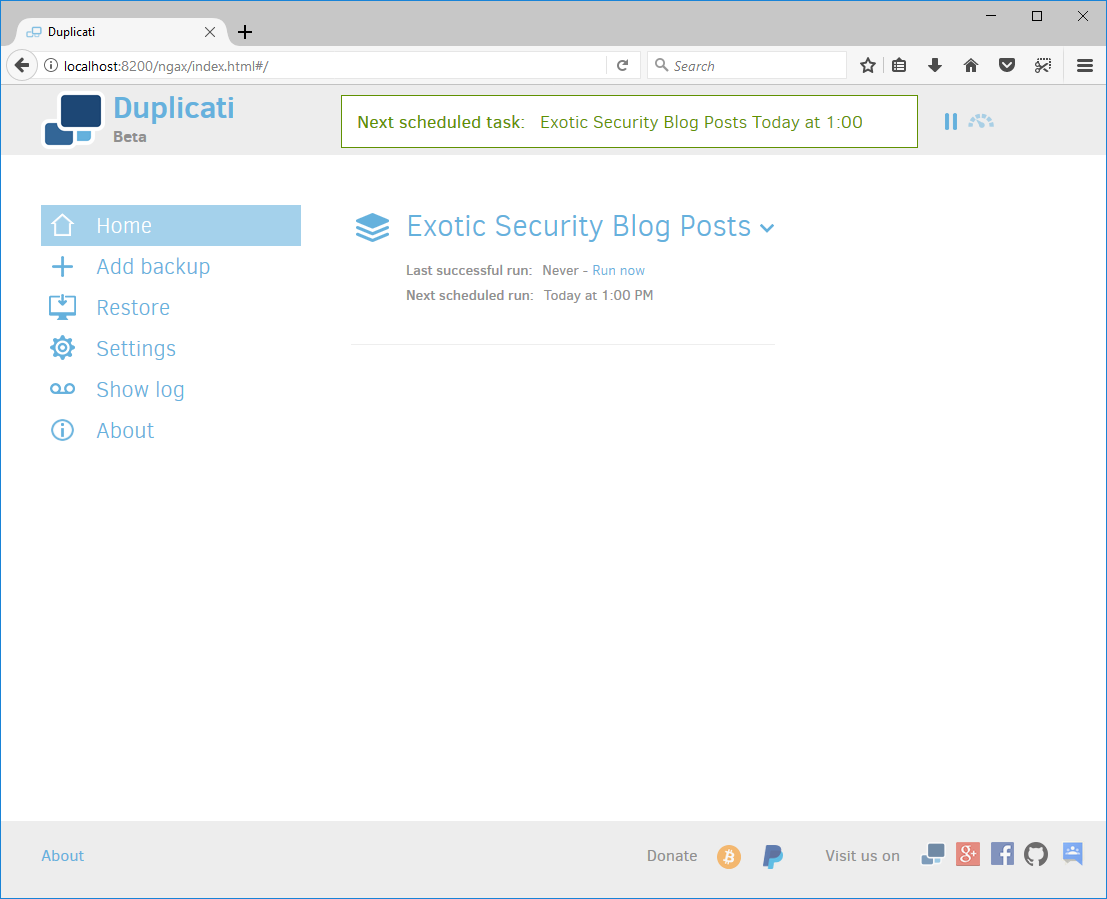 Duplicati
localhost:8200/ngax/index.html#/
Search
Duplicati
Beta
Next scheduled task: Exotic Security Blog Posts Today at 1:00
Home
Add backup
Restore
Settings
Show log
About
Exotic Security Blog Posts
Last successful run: Never - Run now
Next scheduled run: Today at 1:00 PM
About
Donate
Visit us on